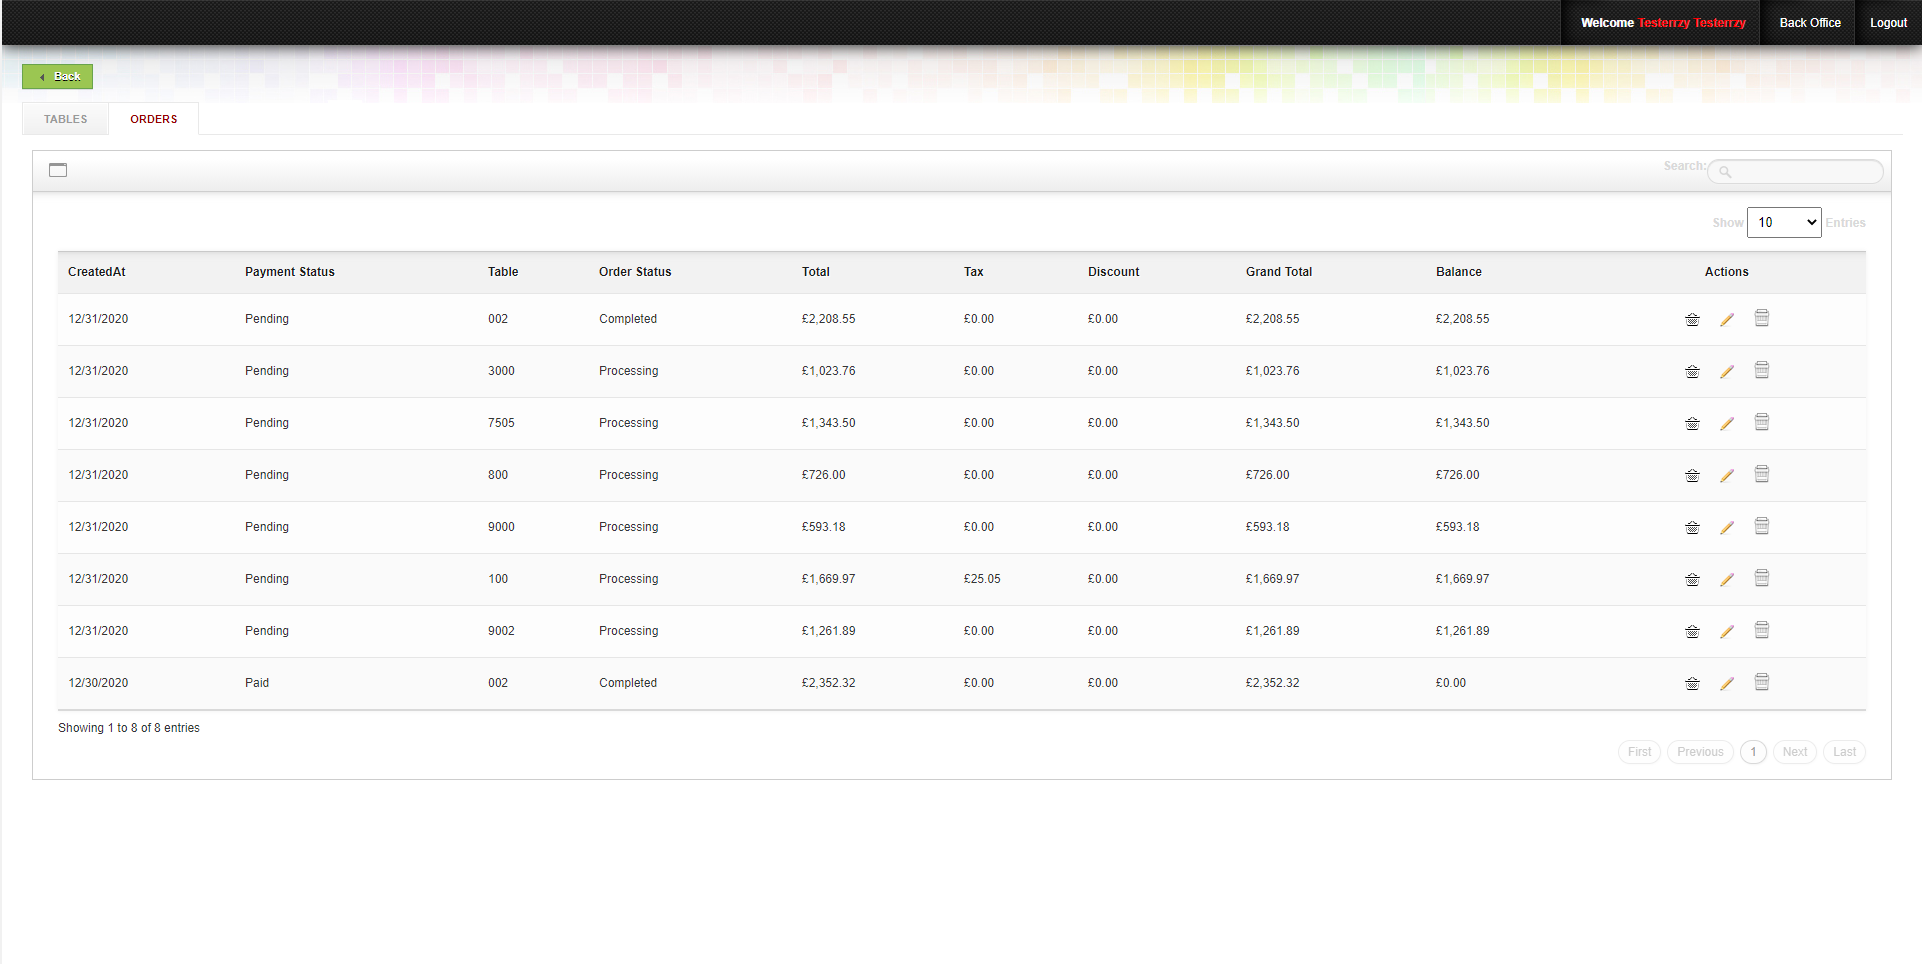 Welcome Testerrzy Testerrzy Back Office Logout
Back
TABLES ORDERS
Search:
Show 10 Entries
CreatedAt Payment Status Table Order Status Total Tax Discount Grand Total Balance Actions
12/31/2020 Pending 002 Completed £2,208.55 £0.00 £0.00 £2,208.55 £2,208.55
12/31/2020 Pending 3000 Processing £1,023.76 £0.00 £0.00 £1,023.76 £1,023.76
12/31/2020 Pending 7505 Processing £1,343.50 £0.00 £0.00 £1,343.50 £1,343.50
12/31/2020 Pending 800 Processing £726.00 £0.00 £0.00 £726.00 £726.00
12/31/2020 Pending 9000 Processing £593.18 £0.00 £0.00 £593.18 £593.18
12/31/2020 Pending 100 Processing £1,669.97 £25.05 £0.00 £1,669.97 £1,669.97
12/31/2020 Pending 9002 Processing £1,261.89 £0.00 £0.00 £1,261.89 £1,261.89
12/30/2020 Paid 002 Completed £2,352.32 £0.00 £0.00 £2,352.32 £0.00
Showing 1 to 8 of 8 entries
First Previous 1 Next Last